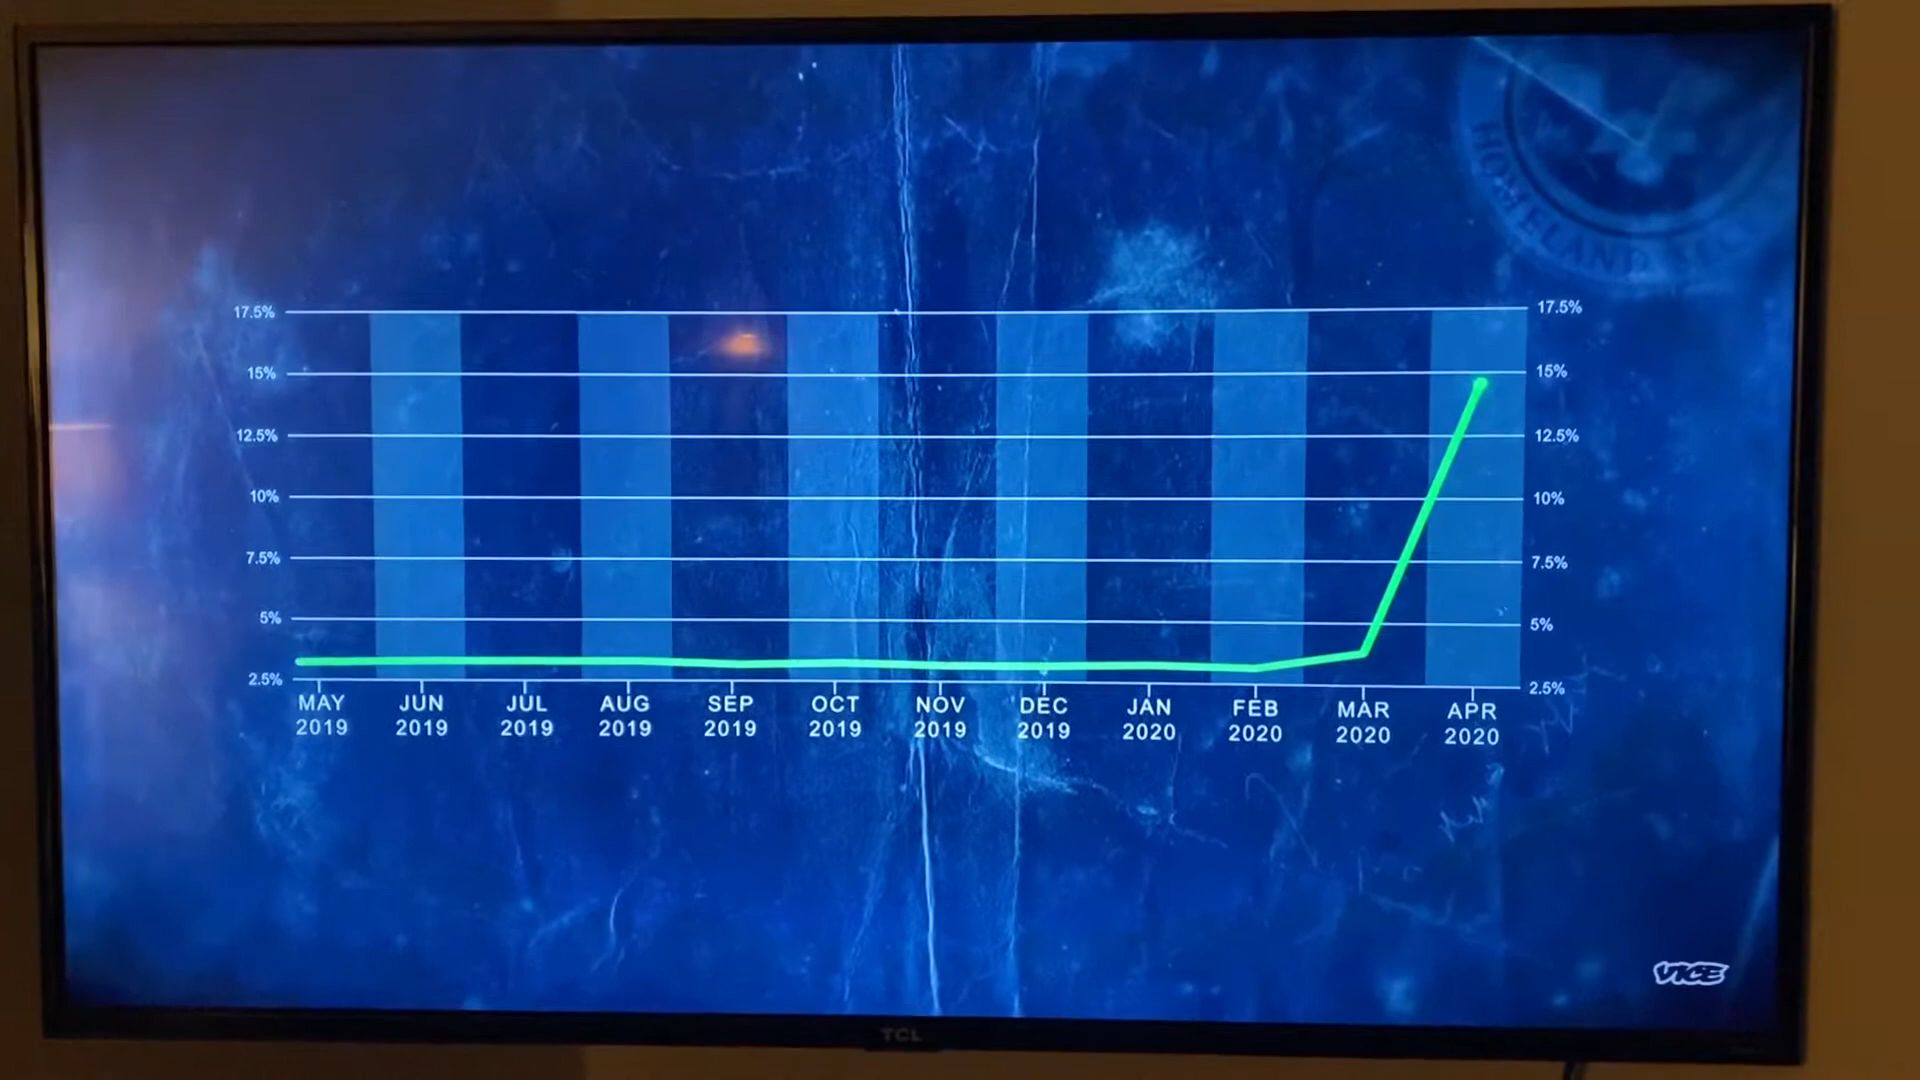 HOMELAND SEC
17.5% 17.5%
15% 15%
12.5% 12.5%
10% 10%
7.5% 7.5%
5% 5%
2.5% 2.5%
MAY JUN JUL AUG SEP OCT NOV DEC JAN FEB MAR APR
2019 2019 2019 2019 2019 2019 2019 2019 2020 2020 2020 2020
VICE
TCL